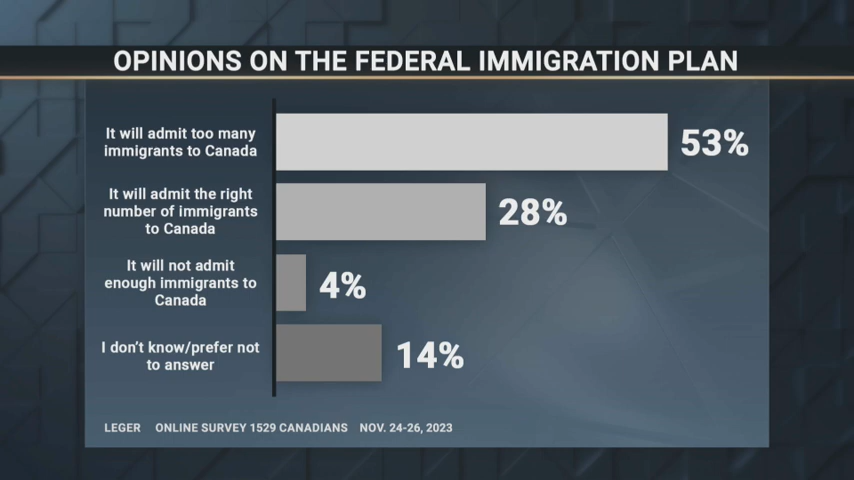 OPINIONS ON THE FEDERAL IMMIGRATION PLAN
It will admit too many
immigrants to Canada
53%
It will admit the right
number of immigrants
to Canada
28%
It will not admit
enough immigrants to
Canada
4%
I don't know/prefer not
to answer
14%
LEGER ONLINE SURVEY 1529 CANADIANS NOV. 24-26, 2023